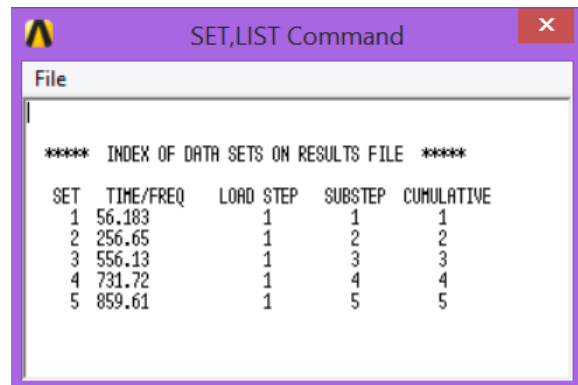 SET,LIST Command
File
***** INDEX OF DATA SETS ON RESULTS FILE *****
SET TIME/FREQ LOAD STEP SUBSTEP CUMULATIVE
1 56.183 1 1 1
2 256.65 1 2 2
3 556.13 1 3 3
4 731.72 1 4 4
5 859.61 1 5 5